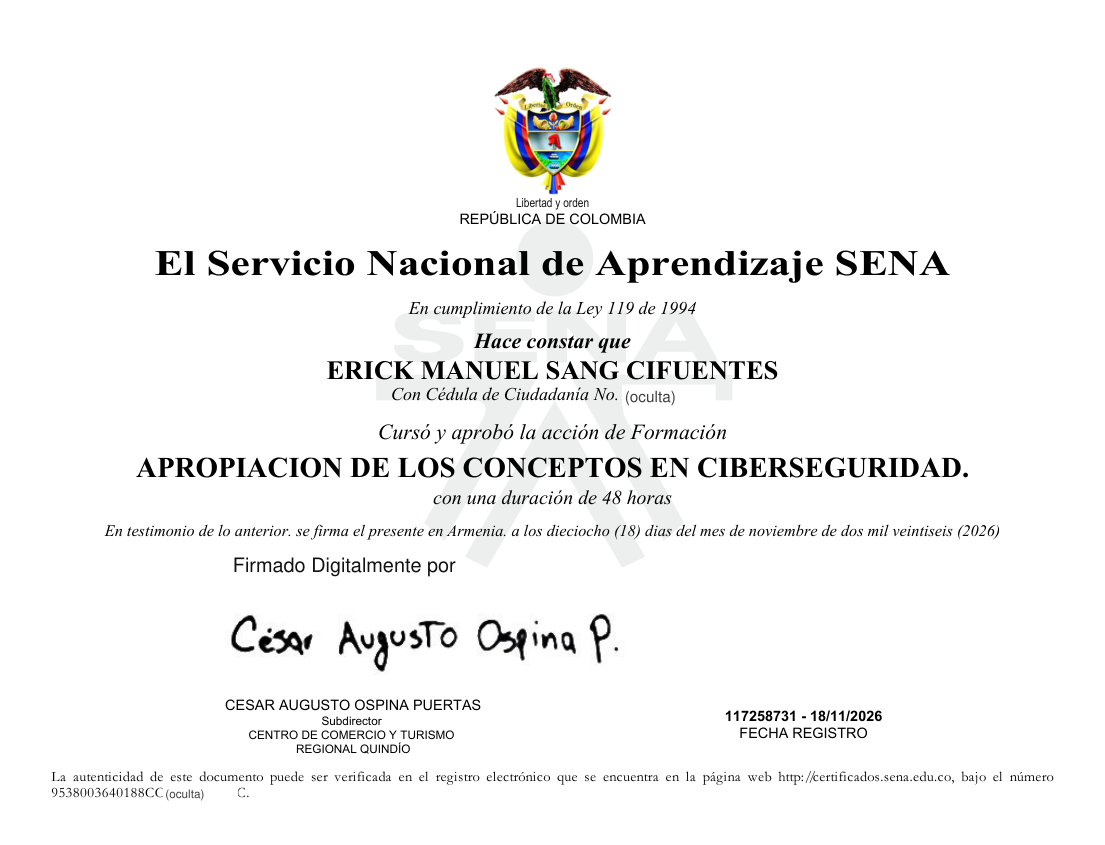 Libertad y Orden
Libertad y orden
REPÚBLICA DE COLOMBIA
El Servicio Nacional de Aprendizaje SENA
En cumplimiento de la Ley 119 de 1994
SENA
Hace constar que
ERICK MANUEL SANG CIFUENTES
Con Cédula de Ciudadanía No. (oculta)
Cursó y aprobó la acción de Formación
APROPIACION DE LOS CONCEPTOS EN CIBERSEGURIDAD.
con una duración de 48 horas
En testimonio de lo anterior. se firma el presente en Armenia. a los dieciocho (18) dias del mes de noviembre de dos mil veintiseis (2026)
Firmado Digitalmente por
César Augusto Ospina P.
CESAR AUGUSTO OSPINA PUERTAS
Subdirector
CENTRO DE COMERCIO Y TURISMO
REGIONAL QUINDÍO
117258731 - 18/11/2026
FECHA REGISTRO
La autenticidad de este documento puede ser verificada en el registro electrónico que se encuentra en la página web http://certificados.sena.edu.co, bajo el número
9538003640188CC(oculta) C.